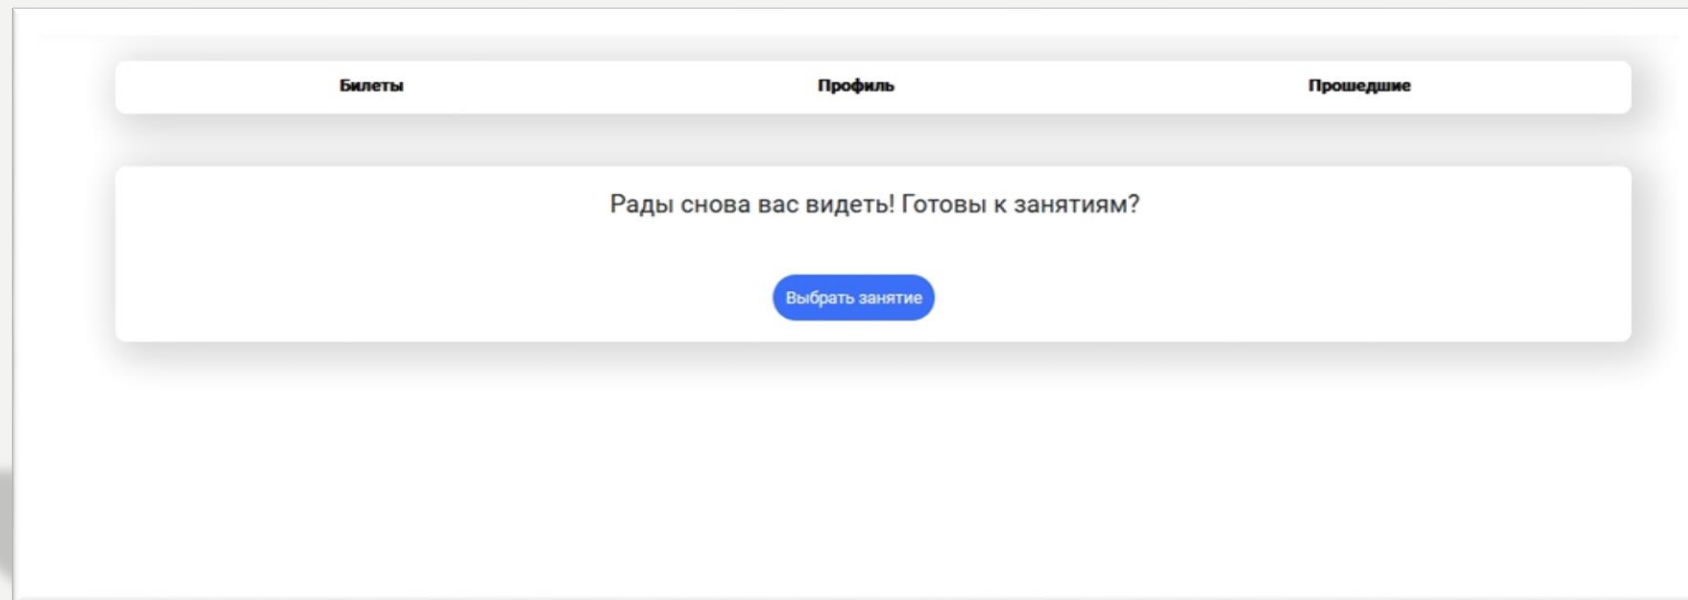 Билеты Профиль Прошедшие
Рады снова вас видеть! Готовы к занятиям?
Выбрать занятие